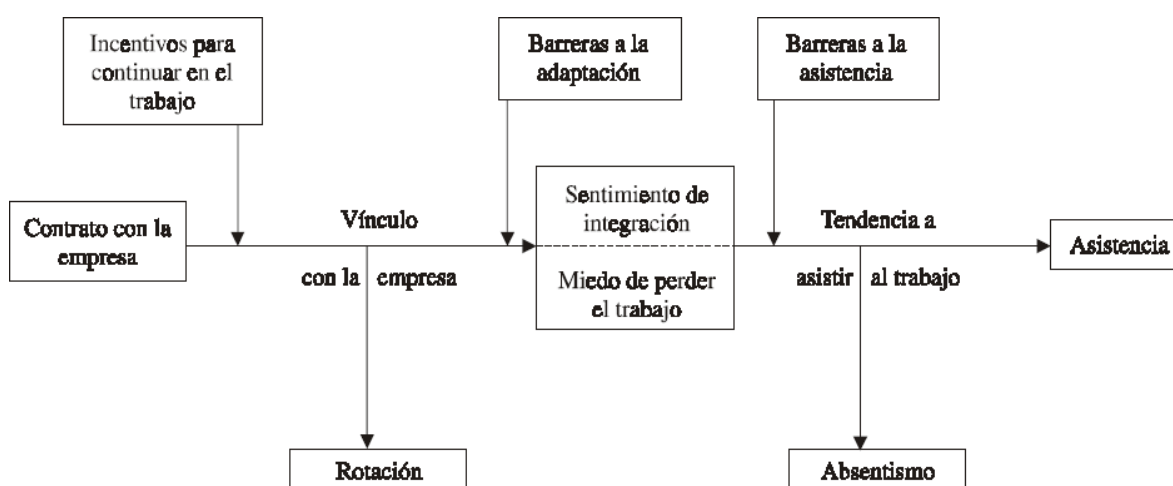 Incentivos para
continuar en el
trabajo
Barreras a la
adaptación
Barreras a la
asistencia
Contrato con la
empresa
Vínculo
con la empresa
Sentimiento de
integración
Miedo de perder
el trabajo
Tendencia a
asistir al trabajo
Asistencia
Rotación
Absentismo